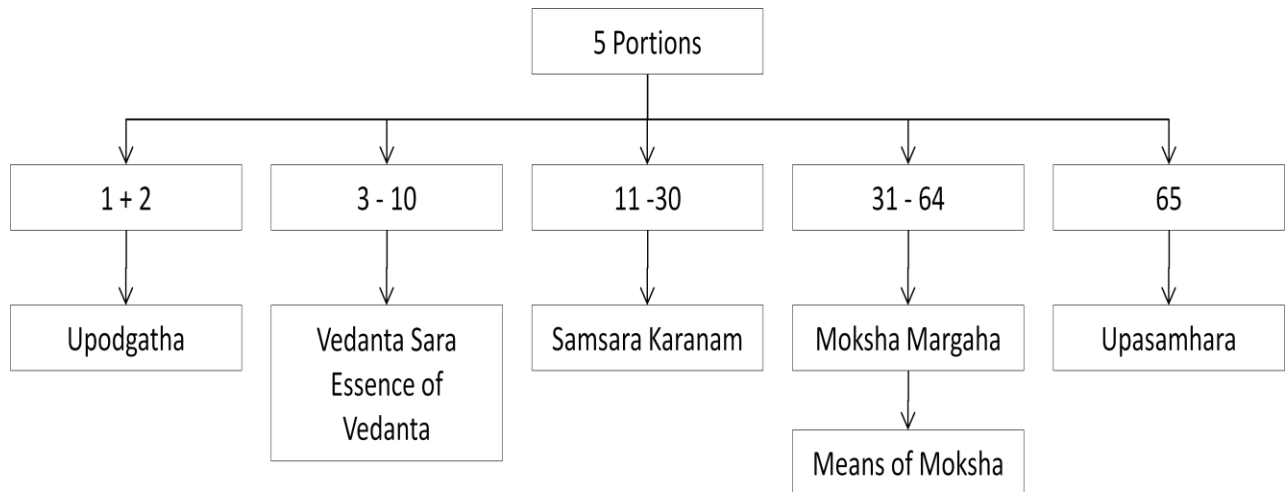 5 Portions
1 + 2
3 - 10
11 -30
31 - 64
65
Upodgatha
Vedanta Sara
Essence of
Vedanta
Samsara Karanam
Moksha Margaha
Upasamhara
Means of Moksha